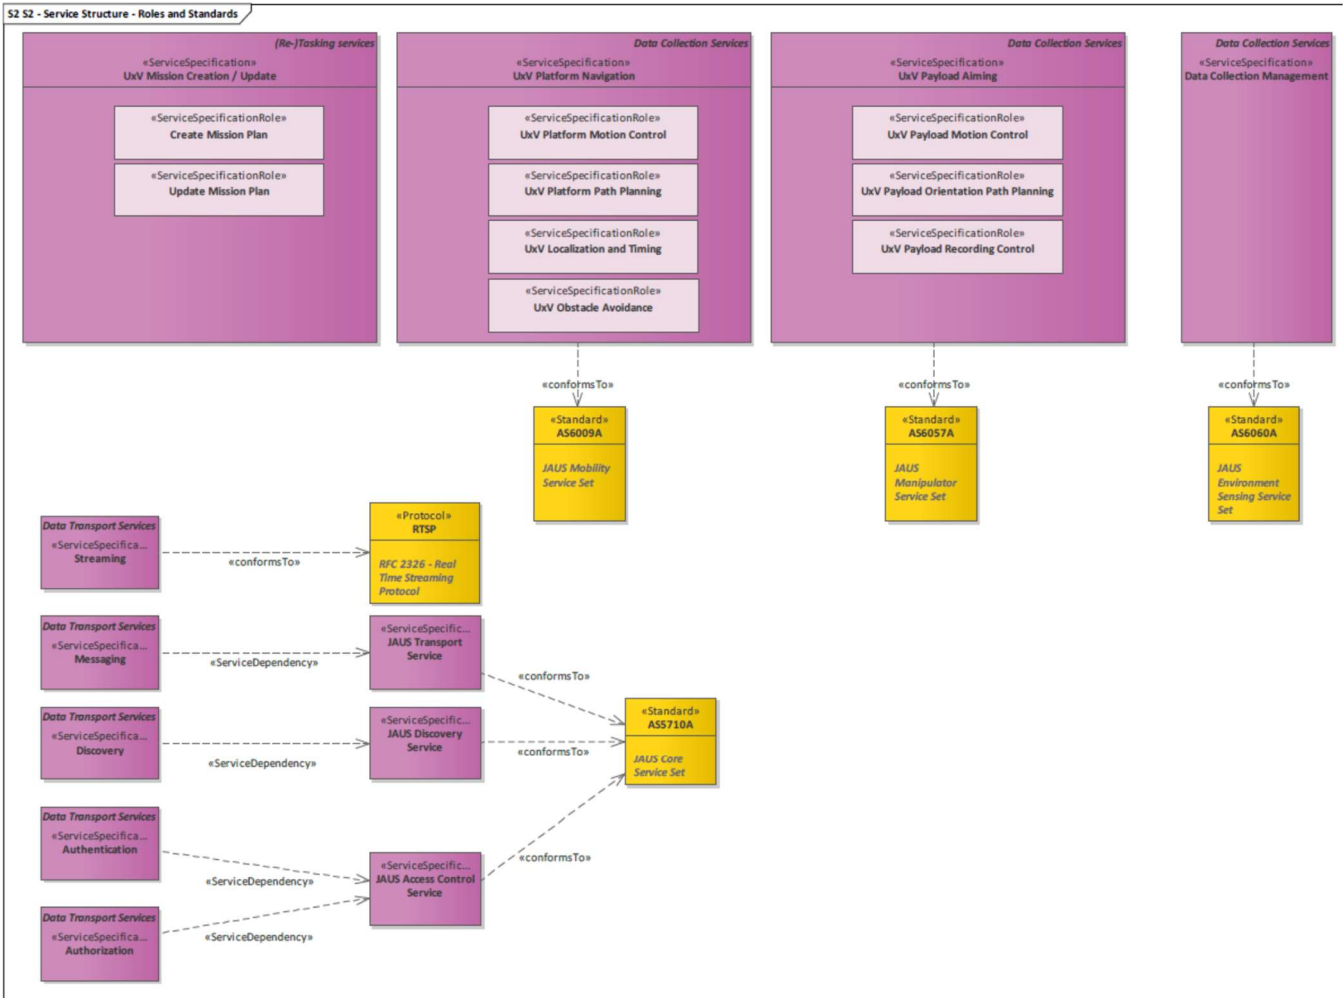 S2 S2 - Service Structure - Roles and Standards
(Re-)Tasking services
«ServiceSpecification»
UxV Mission Creation / Update
«ServiceSpecificationRole»
Create Mission Plan
«ServiceSpecificationRole»
Update Mission Plan
Data Collection Services
«ServiceSpecification»
UxV Platform Navigation
«ServiceSpecificationRole»
UxV Platform Motion Control
«ServiceSpecificationRole»
UxV Platform Path Planning
«ServiceSpecificationRole»
UxV Localization and Timing
«ServiceSpecificationRole»
UxV Obstacle Avoidance
Data Collection Services
«ServiceSpecification»
UxV Payload Aiming
«ServiceSpecificationRole»
UxV Payload Motion Control
«ServiceSpecificationRole»
UxV Payload Orientation Path Planning
«ServiceSpecificationRole»
UxV Payload Recording Control
Data Collection Services
«ServiceSpecification»
Data Collection Management
«conformsTo»
«conformsTo»
«conformsTo»
«Standard»
AS6009A
JAUS Mobility
Service Set
«Standard»
AS6057A
JAUS
Manipulator
Service Set
«Standard»
AS6060A
JAUS
Environment
Sensing Service
Set
Data Transport Services
«ServiceSpecifica...
Streaming
«conformsTo»
«Protocol»
RTSP
RFC 2326 - Real
Time Streaming
Protocol
Data Transport Services
«ServiceSpecifica...
Messaging
«ServiceDependency»
«ServiceSpecific...
JAUS Transport
Service
«conformsTo»
Data Transport Services
«ServiceSpecifica...
Discovery
«ServiceDependency»
«ServiceSpecific...
JAUS Discovery
Service
«conformsTo»
«Standard»
AS5710A
JAUS Core
Service Set
Data Transport Services
«ServiceSpecifica...
Authentication
«ServiceDependency»
«ServiceSpecific...
JAUS Access Control
Service
«conformsTo»
Data Transport Services
«ServiceSpecifica...
Authorization
«ServiceDependency»